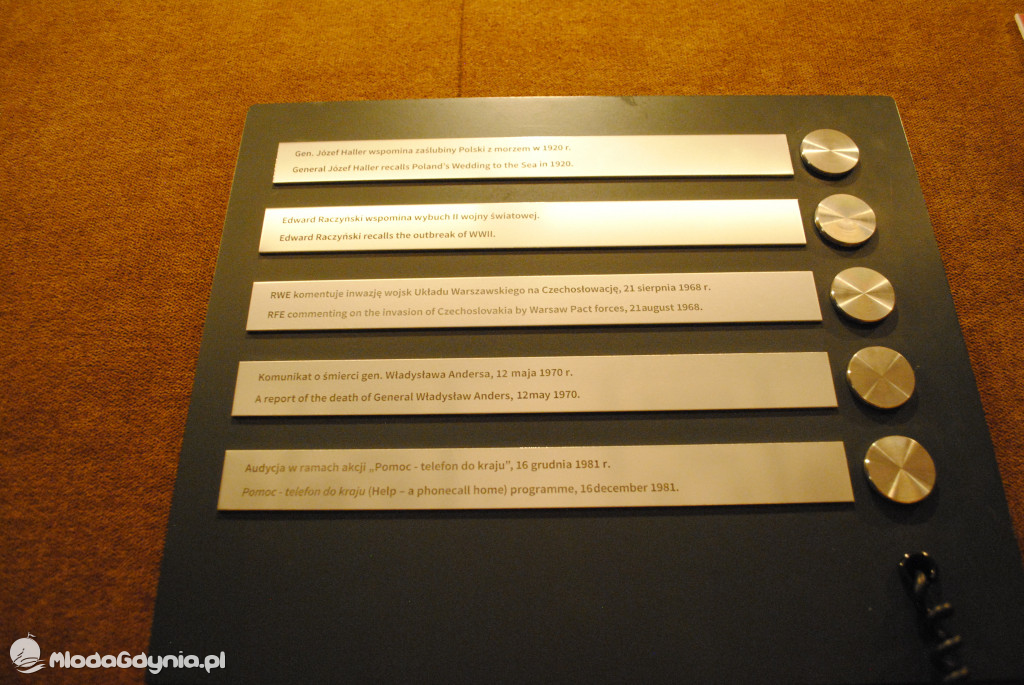 Gen. Józef Haller wspomina zaślubiny Polski z morzem w 1920 r.
General Józef Haller recalls Poland's Wedding to the Sea in 1920.
Edward Raczyński wspomina wybuch II wojny światowej.
Edward Raczyński recalls the outbreak of WWII.
RWE komentuje inwazję wojsk Układu Warszawskiego na Czechosłowację, 21 sierpnia 1968 r.
RFE commenting on the invasion of Czechoslovakia by Warsaw Pact forces, 21august 1968.
Komunikat o śmierci gen. Władysława Andersa, 12 maja 1970 r.
A report of the death of General Władysław Anders, 12may 1970.
Audycja w ramach akcji „Pomoc - telefon do kraju”, 16 grudnia 1981 r.
Pomoc - telefon do kraju (Help – a phonecall home) programme, 16december 1981.
MlodaGdynia.pl